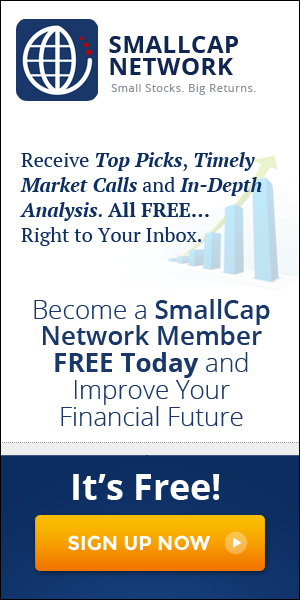 SMALLCAP
NETWORK
Small Stocks. Big Returns.
Receive Top Picks, Timely
Market Calls and In-Depth
Analysis. All FREE...
Right to Your Inbox.
Become a SmallCap
Network Member
FREE Today and
Improve Your
Financial Future
It's Free!
SIGN UP NOW